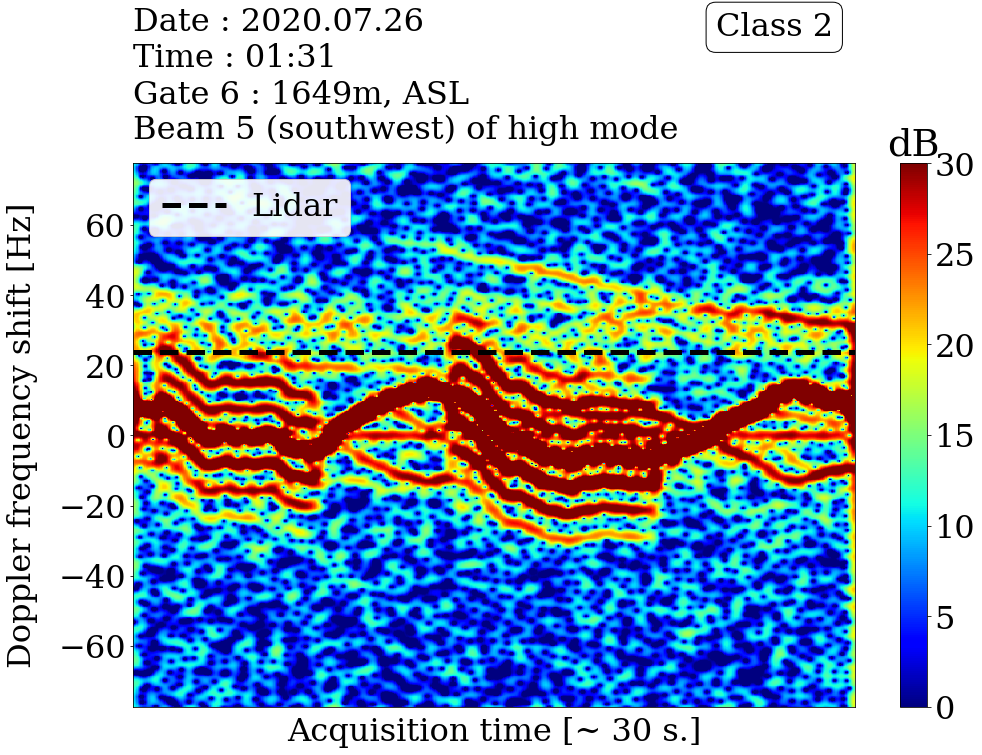 Date : 2020.07.26
Time : 01:31
Gate 6 : 1649m, ASL
Beam 5 (southwest) of high mode
Class 2
dB
Lidar
Doppler frequency shift [Hz]
60
40
20
0
−20
−40
−60
Acquisition time [~ 30 s.]
30
25
20
15
10
5
0